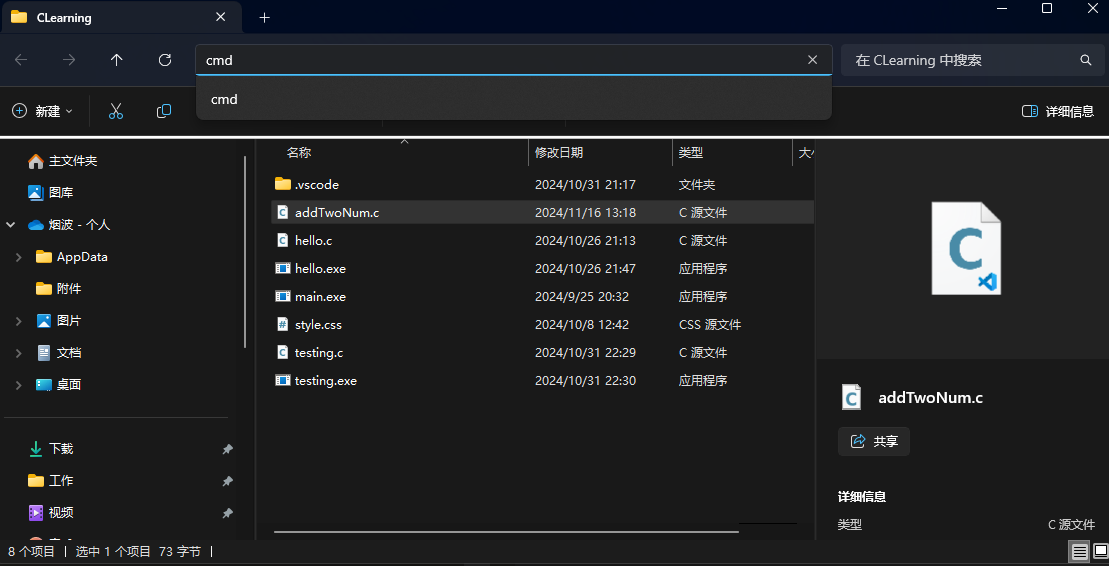 CLearning
cmd
在 CLearning 中搜索
cmd
新建
详细信息
主文件夹
图库
烟波 - 个人
AppData
附件
图片
文档
桌面
下载
工作
视频
名称 修改日期 类型
.vscode 2024/10/31 21:17 文件夹
addTwoNum.c 2024/11/16 13:18 C 源文件
hello.c 2024/10/26 21:13 C 源文件
hello.exe 2024/10/26 21:47 应用程序
main.exe 2024/9/25 20:32 应用程序
style.css 2024/10/8 12:42 CSS 源文件
testing.c 2024/10/31 22:29 C 源文件
testing.exe 2024/10/31 22:30 应用程序
C
addTwoNum.c
共享
详细信息
类型 C 源文件
8 个项目 | 选中 1 个项目 73 字节 |